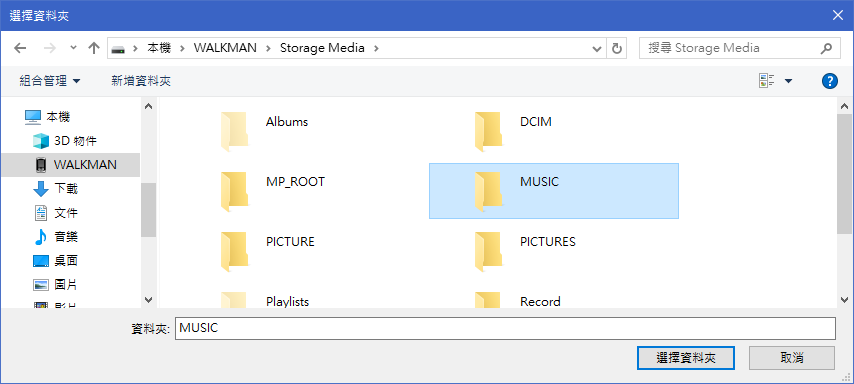 選擇資料夾
本機 > WALKMAN > Storage Media >
搜尋 Storage Media
組合管理
新增資料夾
本機
3D 物件
WALKMAN
下載
文件
音樂
桌面
圖片
影片
Albums
DCIM
MP_ROOT
MUSIC
PICTURE
PICTURES
Playlists
Record
資料夾:
MUSIC
選擇資料夾
取消